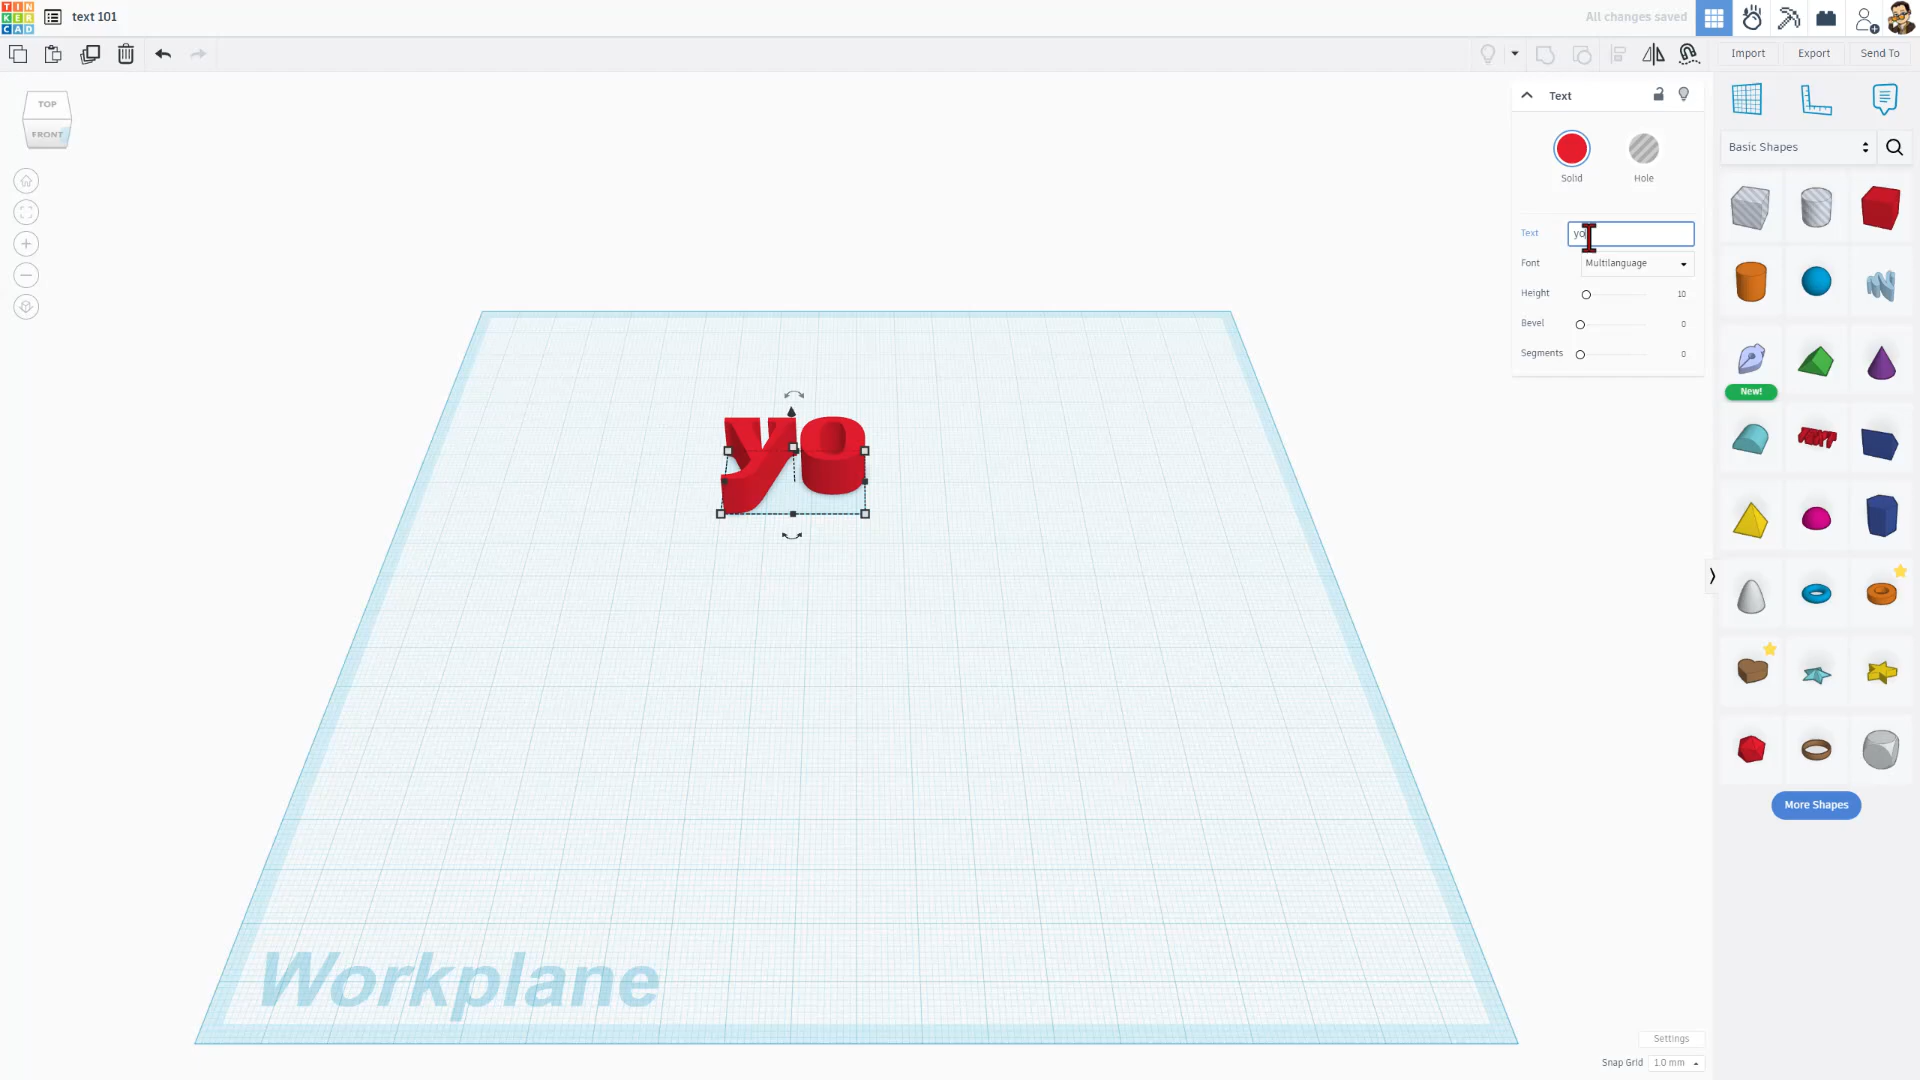 TIN
KER
CAD
text 101
All changes saved
Import
Export
Send To
TOP
FRONT
Text
Solid
Hole
Text
yo
Font
Multilanguage
Height
10
Bevel
0
Segments
0
Basic Shapes
New!
TEXT
More Shapes
yo
Workplane
Settings
Snap Grid
1.0 mm